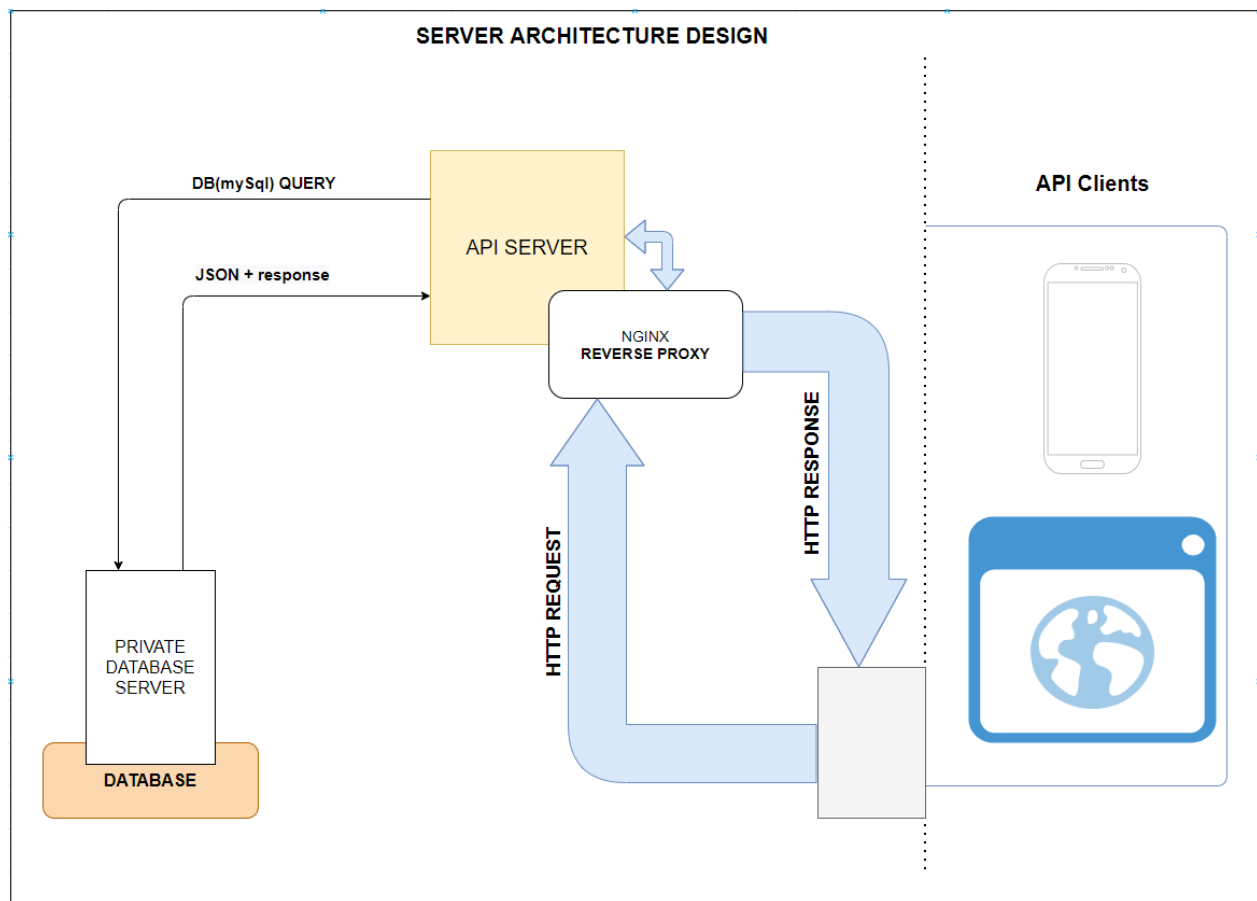 SERVER ARCHITECTURE DESIGN
DB(mySql) QUERY
API Clients
API SERVER
JSON + response
NGINX
REVERSE PROXY
HTTP RESPONSE
HTTP REQUEST
PRIVATE
DATABASE
SERVER
DATABASE